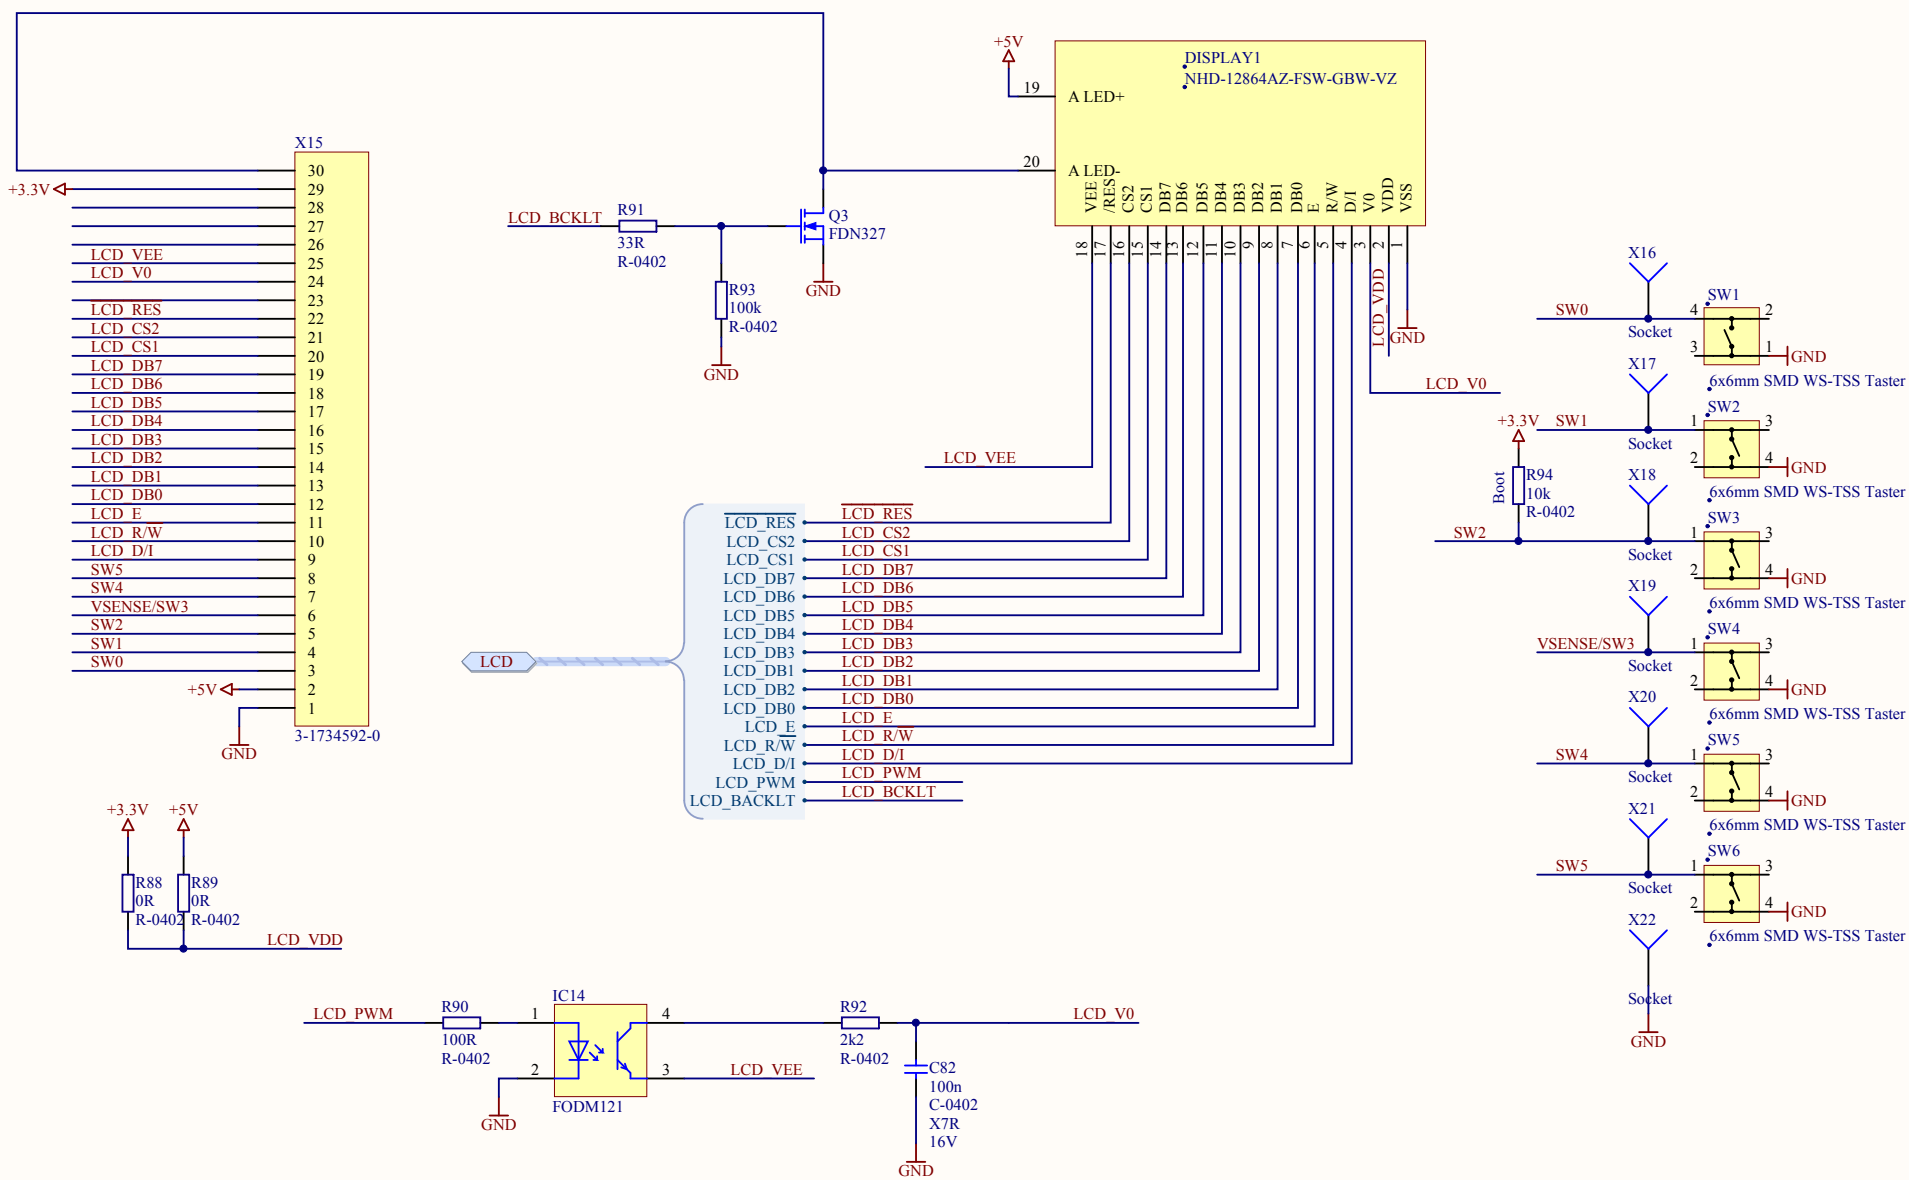 +5V
DISPLAY1
NHD-12864AZ-FSW-GBW-VZ
19
A LED+
20
A LED-
VEE
/RES
CS2
CS1
DB7
DB6
DB5
DB4
DB3
DB2
DB1
DB0
E
R/W
D/I
V0
VDD
VSS
18
17
16
15
14
13
12
11
10
9
8
7
6
5
4
3
2
1
LCD_VDD
GND
LCD_V0
LCD_VEE
X15
30
+3.3V
29
28
27
26
LCD_VEE
25
LCD_V0
24
23
LCD_RES
22
LCD_CS2
21
LCD_CS1
20
LCD_DB7
19
LCD_DB6
18
LCD_DB5
17
LCD_DB4
16
LCD_DB3
15
LCD_DB2
14
LCD_DB1
13
LCD_DB0
12
LCD_E
11
LCD_R/W
10
LCD_D/I
9
SW5
8
SW4
7
VSENSE/SW3
6
SW2
5
SW1
4
SW0
3
+5V
2
1
3-1734592-0
GND
LCD_BCKLT
R91
33R
R-0402
Q3
FDN327
GND
R93
100k
R-0402
GND
LCD
LCD_RES LCD_RES
LCD_CS2 LCD_CS2
LCD_CS1 LCD_CS1
LCD_DB7 LCD_DB7
LCD_DB6 LCD_DB6
LCD_DB5 LCD_DB5
LCD_DB4 LCD_DB4
LCD_DB3 LCD_DB3
LCD_DB1 LCD_DB2
LCD_DB2 LCD_DB1
LCD_DB0 LCD_DB0
LCD_E LCD_E
LCD_R/W LCD_R/W
LCD_D/I LCD_D/I
LCD_PWM LCD_PWM
LCD_BACKLT LCD_BCKLT
X16
SW0
Socket
SW1
4 2
3 1
GND
6x6mm SMD WS-TSS Taster
X17
SW1
Socket
SW2
1 3
2 4
GND
6x6mm SMD WS-TSS Taster
+3.3V
Boot
R94
10k
R-0402
X18
SW2
Socket
SW3
1 3
2 4
GND
6x6mm SMD WS-TSS Taster
X19
VSENSE/SW3
Socket
SW4
1 3
2 4
GND
6x6mm SMD WS-TSS Taster
X20
SW4
Socket
SW5
1 3
2 4
GND
6x6mm SMD WS-TSS Taster
X21
SW5
Socket
SW6
1 3
2 4
GND
6x6mm SMD WS-TSS Taster
X22
Socket
GND
+3.3V +5V
R88 R89
0R 0R
R-0402 R-0402
LCD_VDD
LCD_PWM
R90
100R
R-0402
IC14
1 4
2 3
FODM121
GND
LCD_VEE
R92
2k2
R-0402
LCD_V0
C82
100n
C-0402
X7R
16V
GND